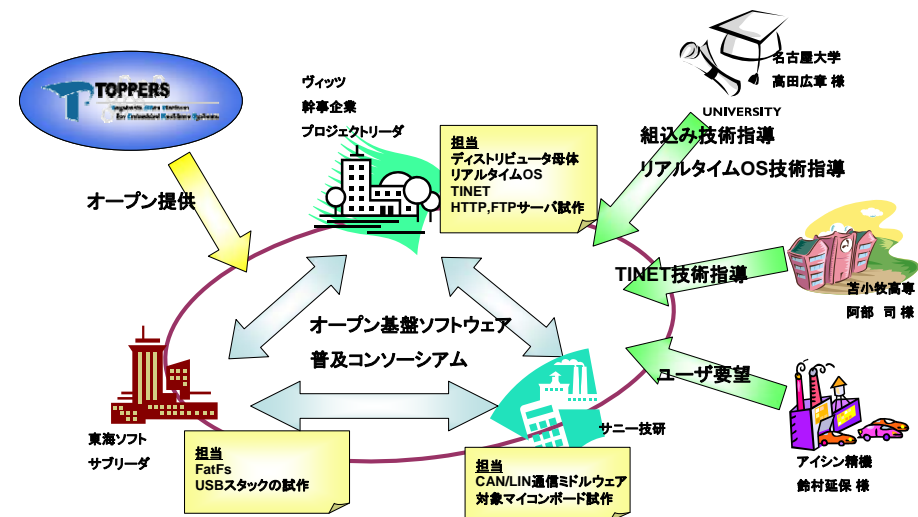 TOPPERS
Toyohashi Open Platform
for Embedded Real-time Systems
オープン提供
ヴィッツ
幹事企業
プロジェクトリーダ
担当
ディストリビュータ母体
リアルタイムOS
TINET
HTTP,FTPサーバ試作
UNIVERSITY
名古屋大学
高田広章 様
組込み技術指導
リアルタイムOS技術指導
TINET技術指導
苫小牧高専
阿部 司 様
オープン基盤ソフトウェア
普及コンソーシアム
ユーザ要望
アイシン精機
鈴村延保 様
東海ソフト
サブリーダ
担当
FatFs
USBスタックの試作
サニー技研
担当
CAN/LIN通信ミドルウェア
対象マイコンボード試作